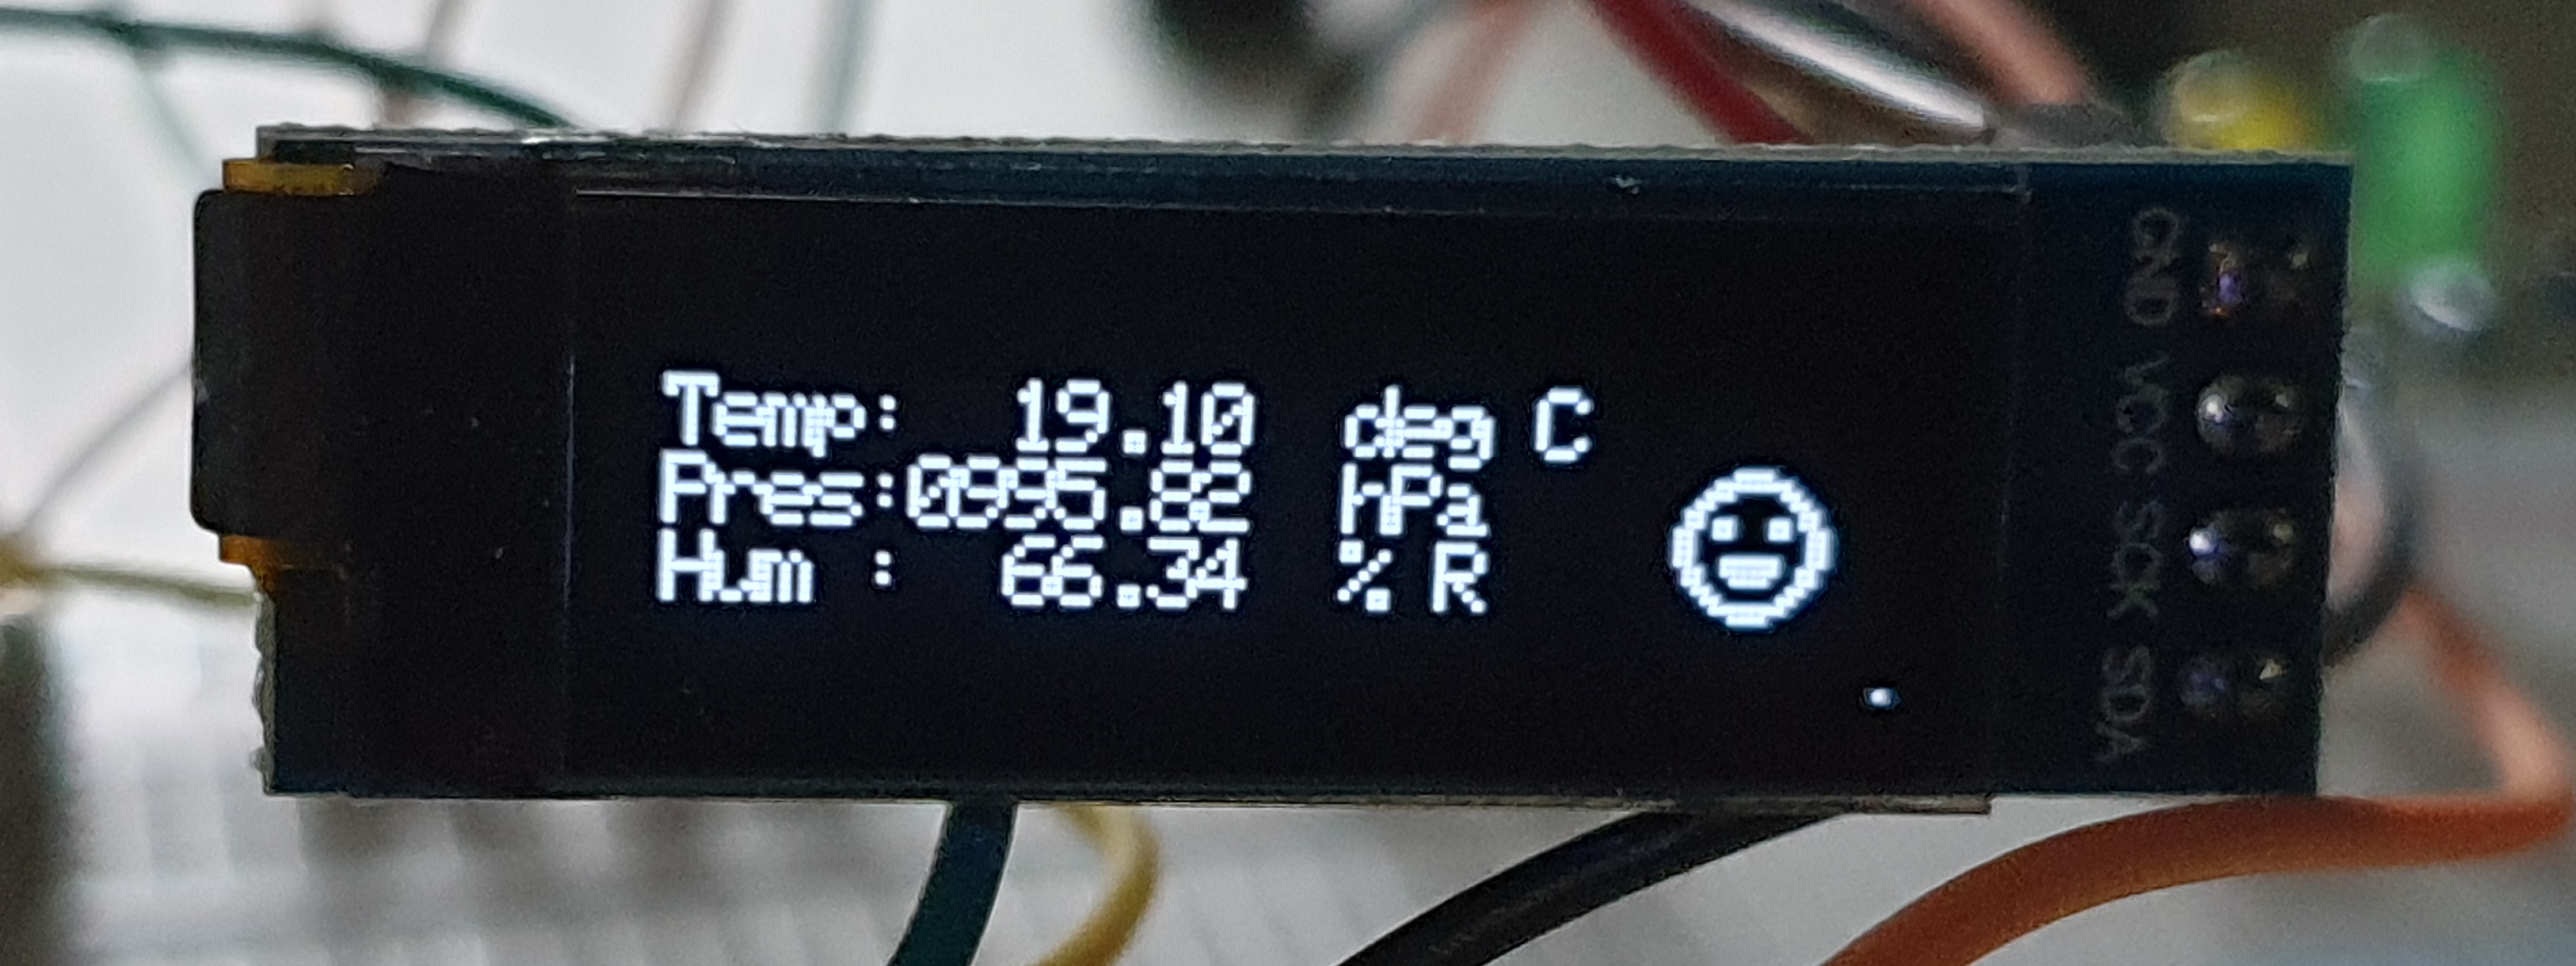 Temp: 19.10 deg C
Pres:0995.82 hPa
Hum : 66.34 % R
GND VCC SCK SDA